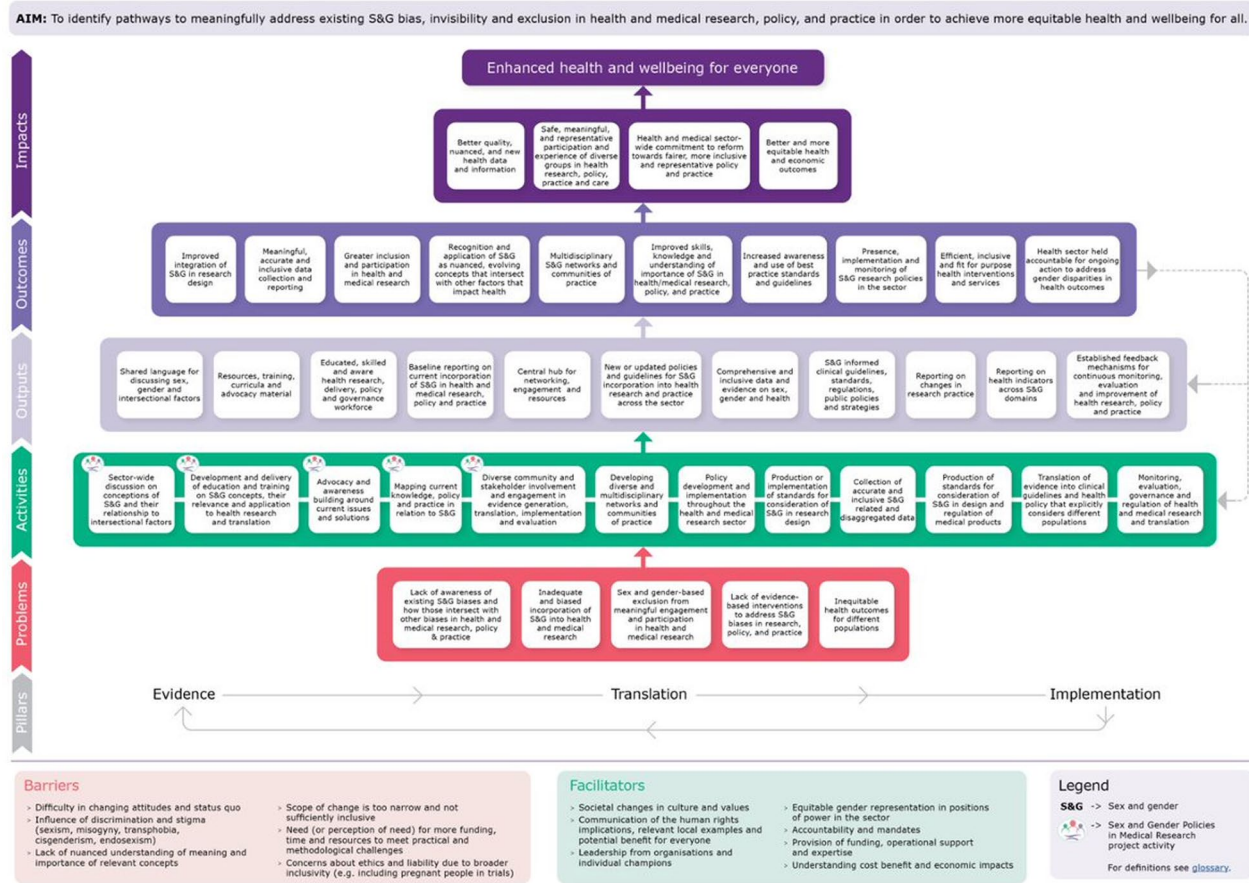 AIM: To identify pathways to meaningfully address existing S&G bias, invisibility and exclusion in health and medical research, policy, and practice in order to achieve more equitable health and wellbeing for all.
Impacts
Enhanced health and wellbeing for everyone
Better quality,
nuanced, and new
health data
and information
Safe, meaningful,
and representative
participation and
experience of diverse
groups in health
research, policy,
practice and care
Health and medical sector-
wide commitment to reform
towards fairer, more inclusive
and representative policy
and practice
Better and more
equitable health
and economic
outcomes
Outcomes
Improved
integration of
S&G in research
design
Meaningful,
accurate and
inclusive data
collection and
reporting
Greater inclusion
and participation
in health and
medical research
Recognition and
application of S&G
as nuanced, evolving
concepts that intersect
with other factors that
impact health
Multidisciplinary
S&G networks and
communities of
practice
Improved skills,
knowledge and
understanding of
importance of S&G in
health/medical research,
policy, and practice
Increased awareness
and use of best
practice standards
and guidelines
Presence,
implementation and
monitoring of
S&G research policies
in the sector
Efficient, inclusive
and fit for purpose
health interventions
and services
Health sector held
accountable for ongoing
action to address
gender disparities in
health outcomes
Outputs
Shared language for
discussing sex,
gender and
intersectional factors
Resources, training,
curricula and
advocacy material
Educated, skilled
and aware
health research,
delivery, policy
and governance
workforce
Baseline reporting on
current incorporation
of S&G in health and
medical research,
policy and practice
Central hub for
networking,
engagement and
resources
New or updated policies
and guidelines for S&G
incorporation into health
research and practice
across the sector
Comprehensive and
inclusive data and
evidence on sex,
gender and health
S&G informed
clinical guidelines,
standards,
regulations,
public policies
and strategies
Reporting on
changes in
research practice
Reporting on
health indicators
across S&G
domains
Established feedback
mechanisms for
continuous monitoring,
evaluation
and improvement of
health research, policy
and practice
Activities
Sector-wide
discussion on
conceptions of
S&G and their
relationship to
intersectional factors
Development and delivery
of education and training
on S&G concepts, their
relevance and application
to health research
and translation
Advocacy and
awareness
building around
current issues
and solutions
Mapping current
knowledge, policy
and practice in
relation to S&G
Diverse community and
stakeholder involvement
and engagement in
evidence generation,
translation, implementation
and evaluation
Developing
diverse and
multidisciplinary
networks and
communities
of practice
Policy
development and
implementation
throughout the
health and medical
research sector
Production or
implementation
of standards for
consideration of
S&G in research
design
Collection of
accurate and
inclusive S&G
related and
disaggregated data
Production of
standards for
consideration of
S&G in design and
regulation of
medical products
Translation of
evidence into clinical
guidelines and health
policy that explicitly
considers different
populations
Monitoring,
evaluation,
governance and
regulation of health
and medical research
and translation
Problems
Lack of awareness of
existing S&G biases and
how those intersect with
other biases in health and
medical research, policy
& practice
Inadequate
and biased
incorporation of
S&G into health
and medical
research
Sex and gender-based
exclusion from
meaningful engagement
and participation
in health and
medical research
Lack of evidence-
based interventions
to address S&G
biases in research,
policy, and practice
Inequitable
health outcomes
for different
populations
Pillars
Evidence
Translation
Implementation
Barriers
> Difficulty in changing attitudes and status quo
> Influence of discrimination and stigma
(sexism, misogyny, transphobia,
cisgenderism, endosexism)
> Lack of nuanced understanding of meaning and
importance of relevant concepts
> Scope of change is too narrow and not
sufficiently inclusive
> Need (or perception of need) for more funding,
time and resources to meet practical and
methodological challenges
> Concerns about ethics and liability due to broader
inclusivity (e.g. including pregnant people in trials)
Facilitators
> Societal changes in culture and values
> Communication of the human rights
implications, relevant local examples and
potential benefit for everyone
> Leadership from organisations and
individual champions
> Equitable gender representation in positions
of power in the sector
> Accountability and mandates
> Provision of funding, operational support
and expertise
> Understanding cost benefit and economic impacts
Legend
S&G -> Sex and gender
-> Sex and Gender Policies
in Medical Research
project activity
For definitions see glossary.